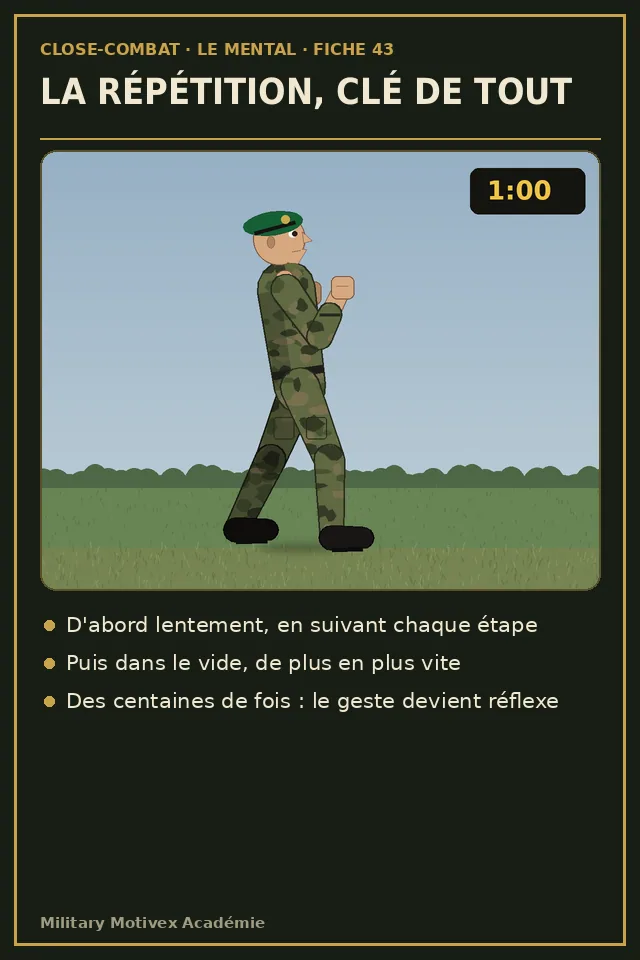 CLOSE-COMBAT · LE MENTAL · FICHE 43
LA RÉPÉTITION, CLÉ DE TOUT
1:00
D'abord lentement, en suivant chaque étape
Puis dans le vide, de plus en plus vite
Des centaines de fois : le geste devient réflexe
Military Motivex Académie